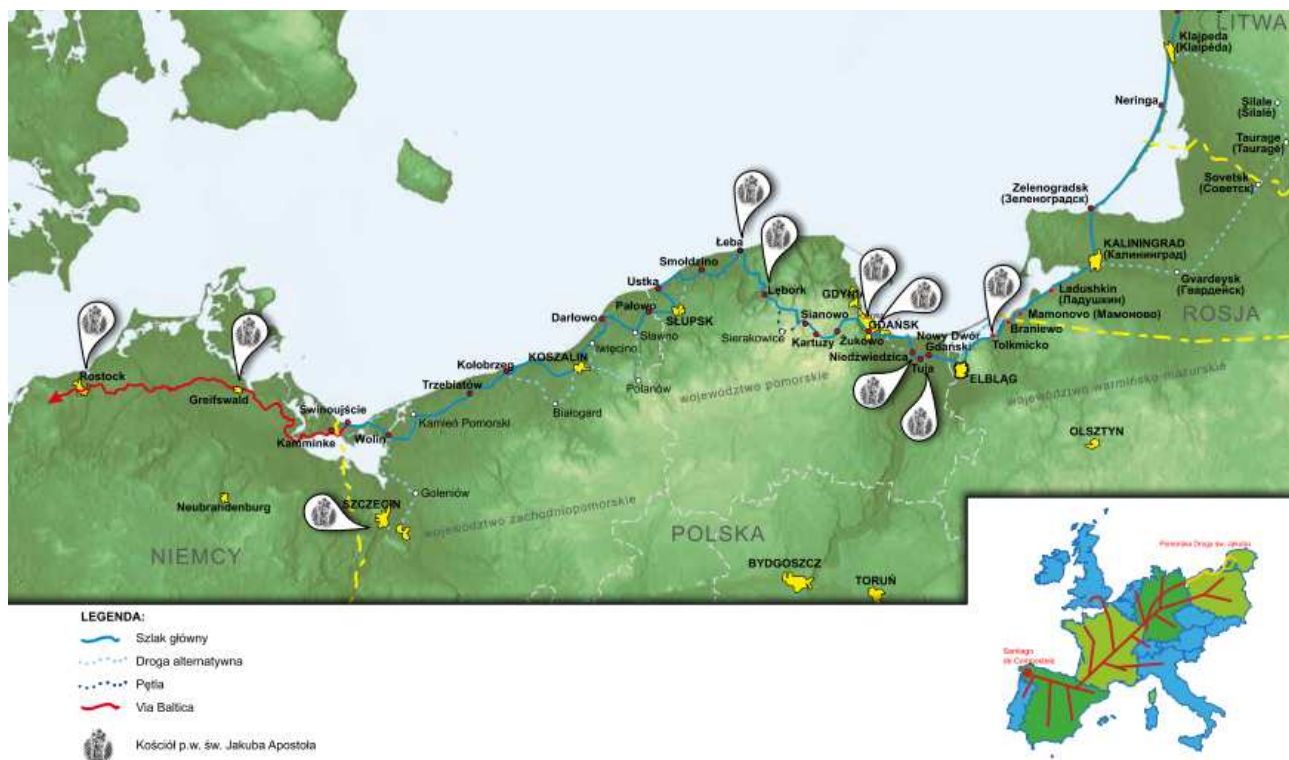 LITWA
Klajpeda
(Klaipėda)
Neringa
Šilale
(Šilalė)
Taurage
(Tauragė)
Sovetsk
(Советск)
Zelenogradsk
(Зеленоградск)
KALININGRAD
(Калининград)
Gvardeysk
(Гвардейск)
Ladushkin
(Ладушкин)
Mamonovo (Мамоново)
ROSJA
Braniewo
Tolkmicko
Łeba
Smołdzino
Ustka
Lębork
Pałowo
SŁUPSK
GDYNIA
Darłowo
Sianowo
GDAŃSK
Sławno
Sierakowice
Kartuzy
Żukowo
Nowy Dwór
Gdański
Niedźwiedzica
Tuja
ELBLĄG
Iwięcino
KOSZALIN
Kołobrzeg
Polanów
województwo pomorskie
województwo warmińsko-mazurskie
Rostock
Trzebiatów
Greifswald
Białogard
Świnoujście
Kamień Pomorski
Kamminke
Wolin
OLSZTYN
Goleniów
Neubrandenburg
SZCZECIN
województwo zachodniopomorskie
POLSKA
NIEMCY
BYDGOSZCZ
TORUŃ
Pomorska Droga św. Jakuba
Santiago
de Compostela
LEGENDA:
Szlak główny
Droga alternatywna
Pętla
Via Baltica
Kościół p.w. św. Jakuba Apostoła